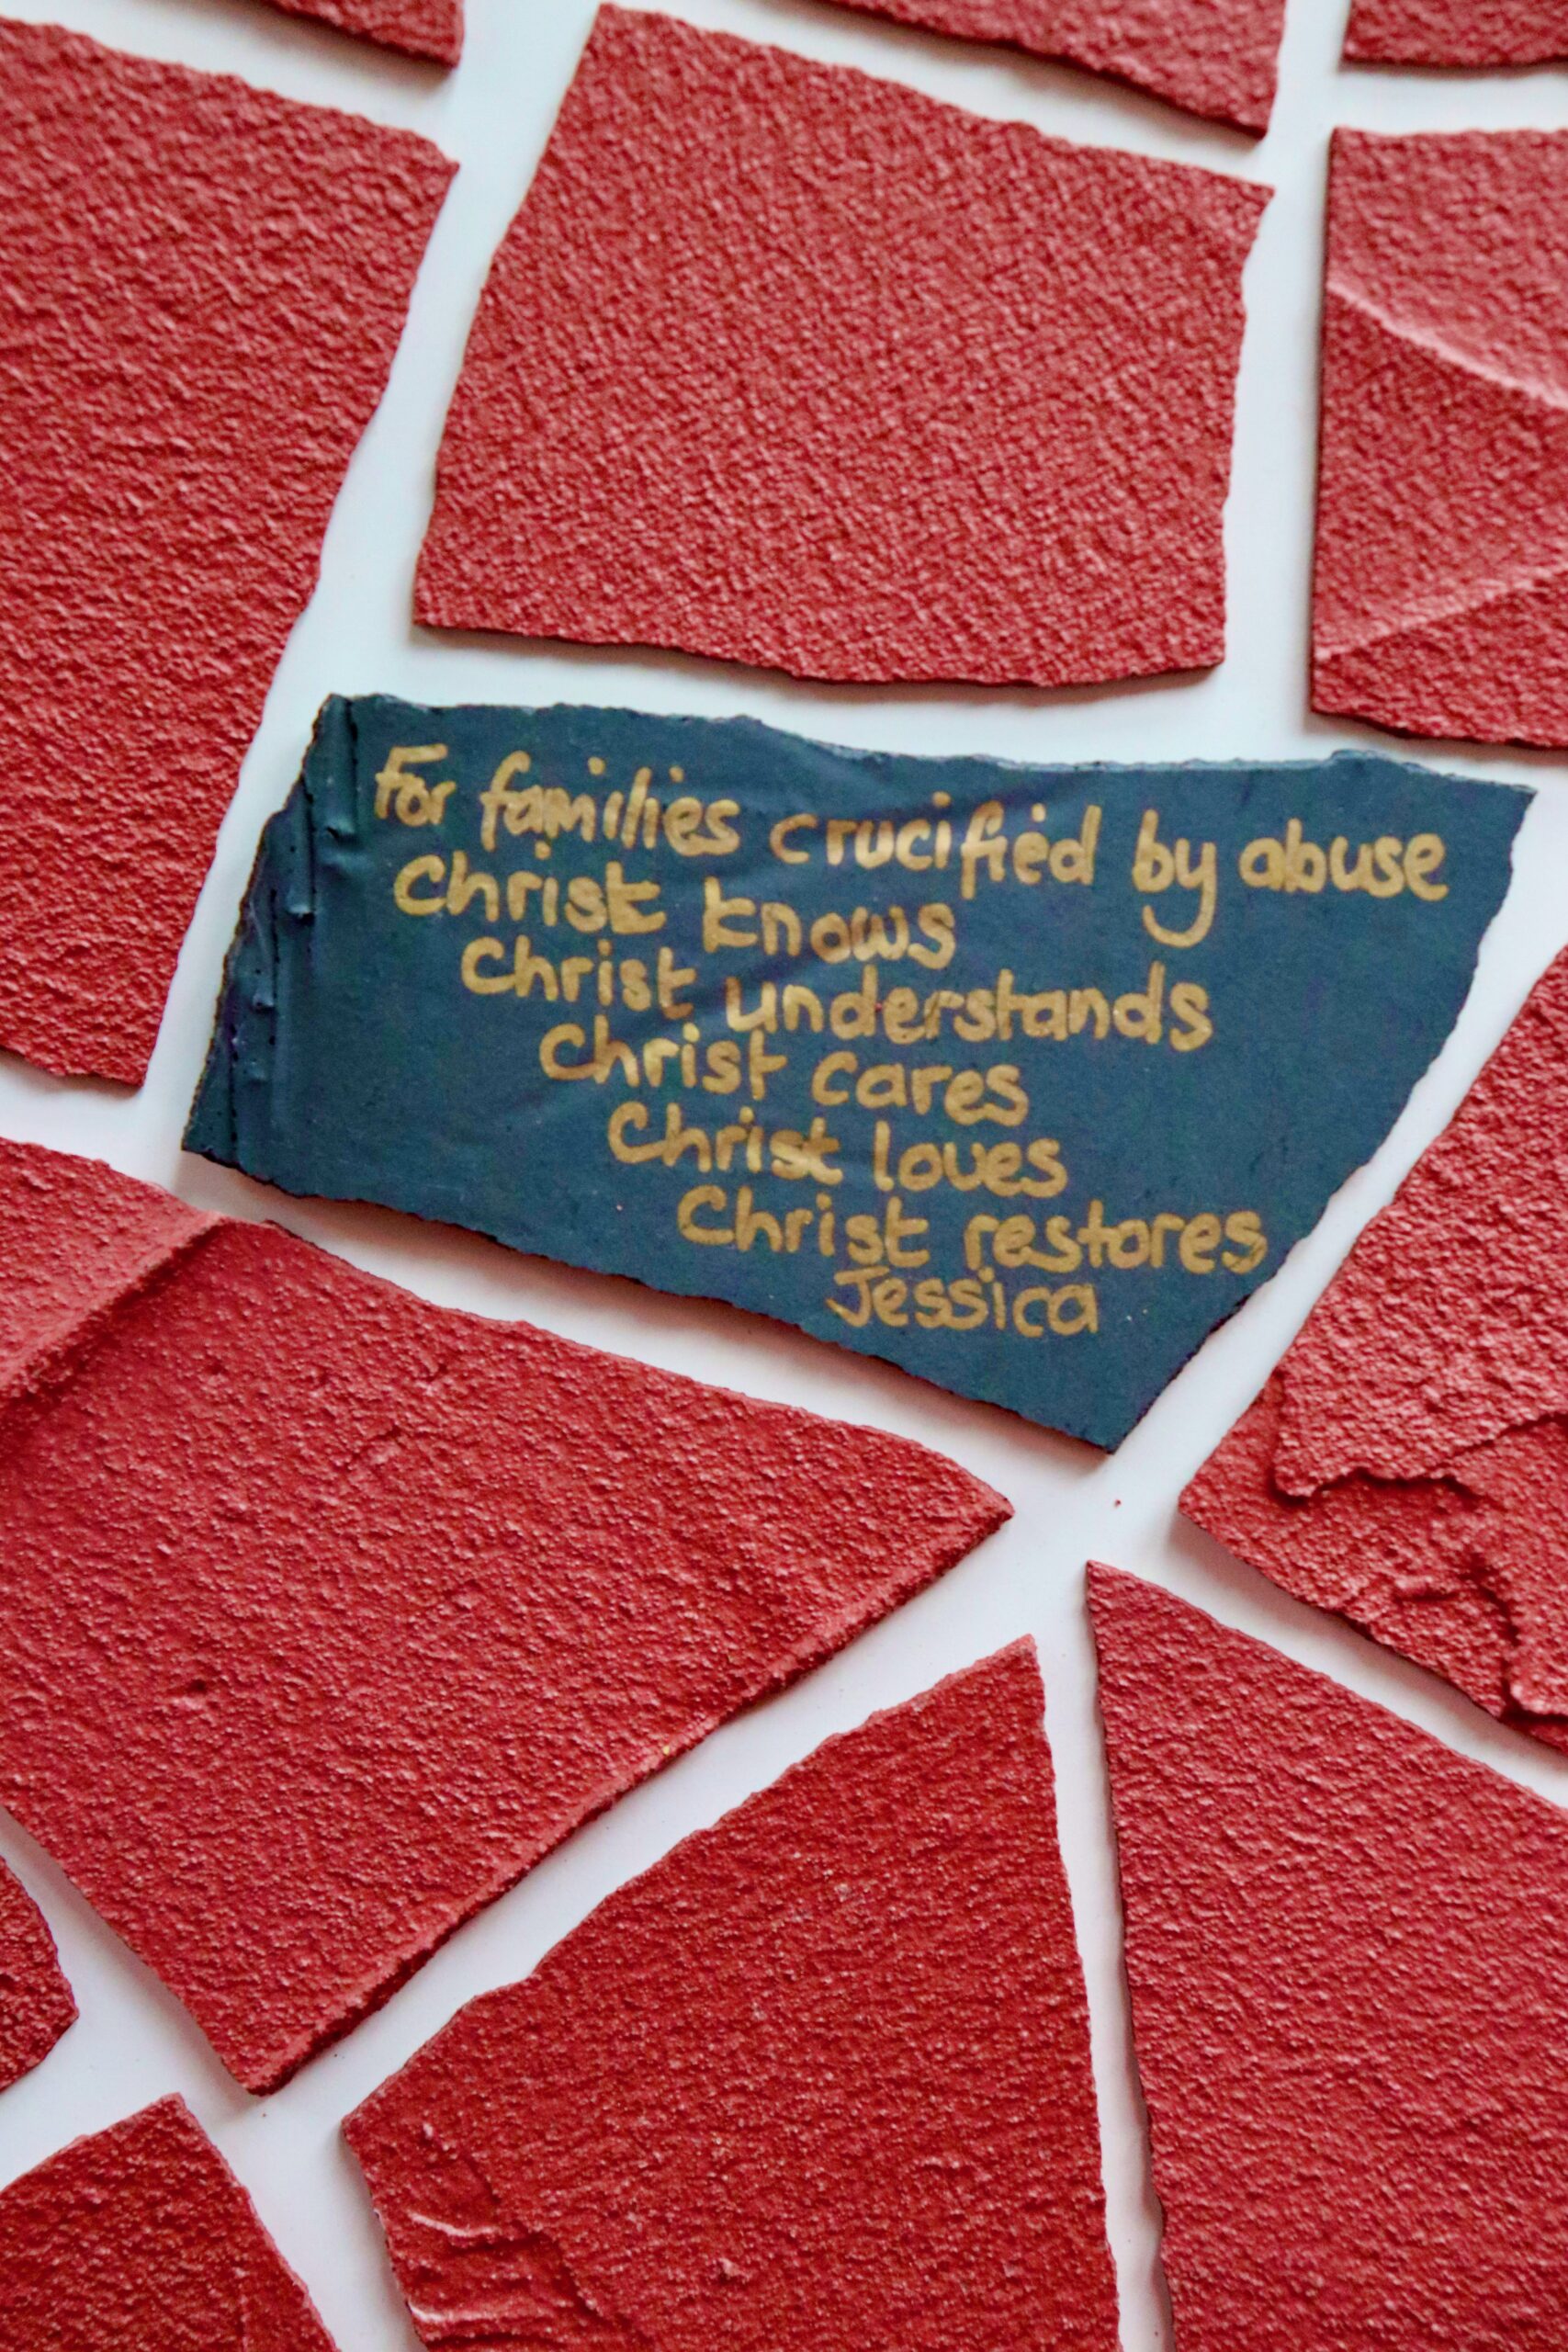 For families crucified by abuse
Christ knows
Christ understands
Christ cares
Christ loves
Christ restores
Jessica